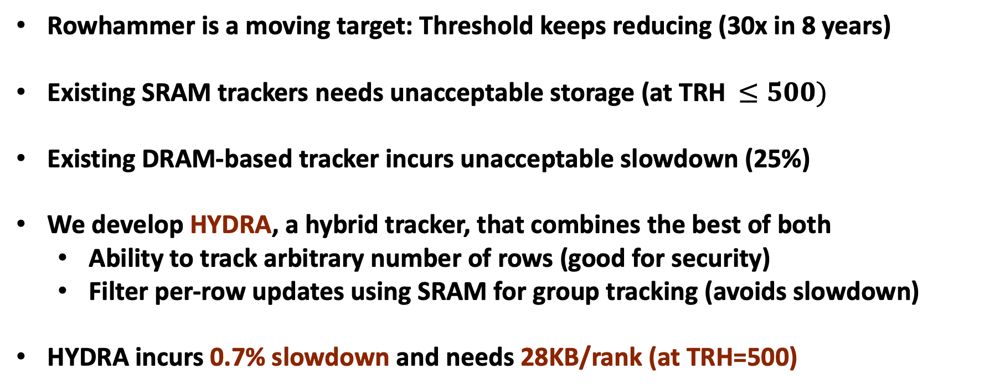 • Rowhammer is a moving target: Threshold keeps reducing (30x in 8 years)
• Existing SRAM trackers needs unacceptable storage (at TRH ≤ 500)
• Existing DRAM-based tracker incurs unacceptable slowdown (25%)
• We develop HYDRA, a hybrid tracker, that combines the best of both
• Ability to track arbitrary number of rows (good for security)
• Filter per-row updates using SRAM for group tracking (avoids slowdown)
• HYDRA incurs 0.7% slowdown and needs 28KB/rank (at TRH=500)